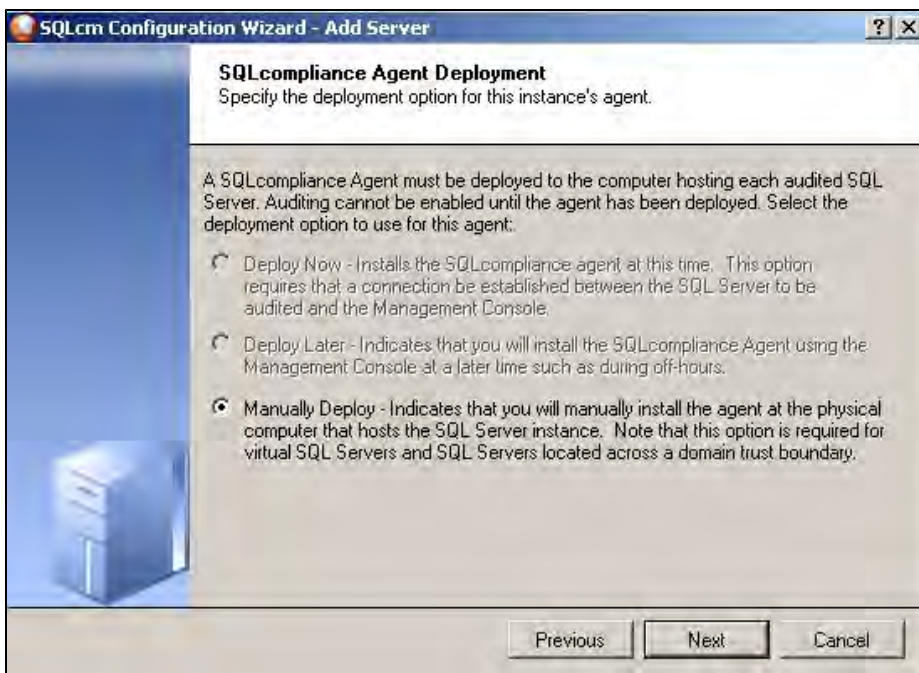 SQLcm Configuration Wizard - Add Server
SQLcompliance Agent Deployment
Specify the deployment option for this instance's agent.
A SQLcompliance Agent must be deployed to the computer hosting each audited SQL
Server. Auditing cannot be enabled until the agent has been deployed. Select the
deployment option to use for this agent:
Deploy Now - Installs the SQLcompliance agent at this time. This option
requires that a connection be established between the SQL Server to be
audited and the Management Console.
Deploy Later - Indicates that you will install the SQLcompliance Agent using the
Management Console at a later time such as during off-hours.
Manually Deploy - Indicates that you will manually install the agent at the physical
computer that hosts the SQL Server instance. Note that this option is required for
virtual SQL Servers and SQL Servers located across a domain trust boundary.
Previous
Next
Cancel